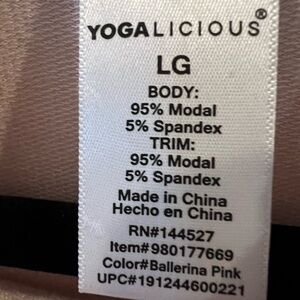 YOGALICIOUS®
LG
BODY:
95% Modal
5% Spandex
TRIM:
95% Modal
5% Spandex
Made in China
Hecho en China
RN#144527
Item#980177669
Color#Ballerina Pink
UPC#191244600221